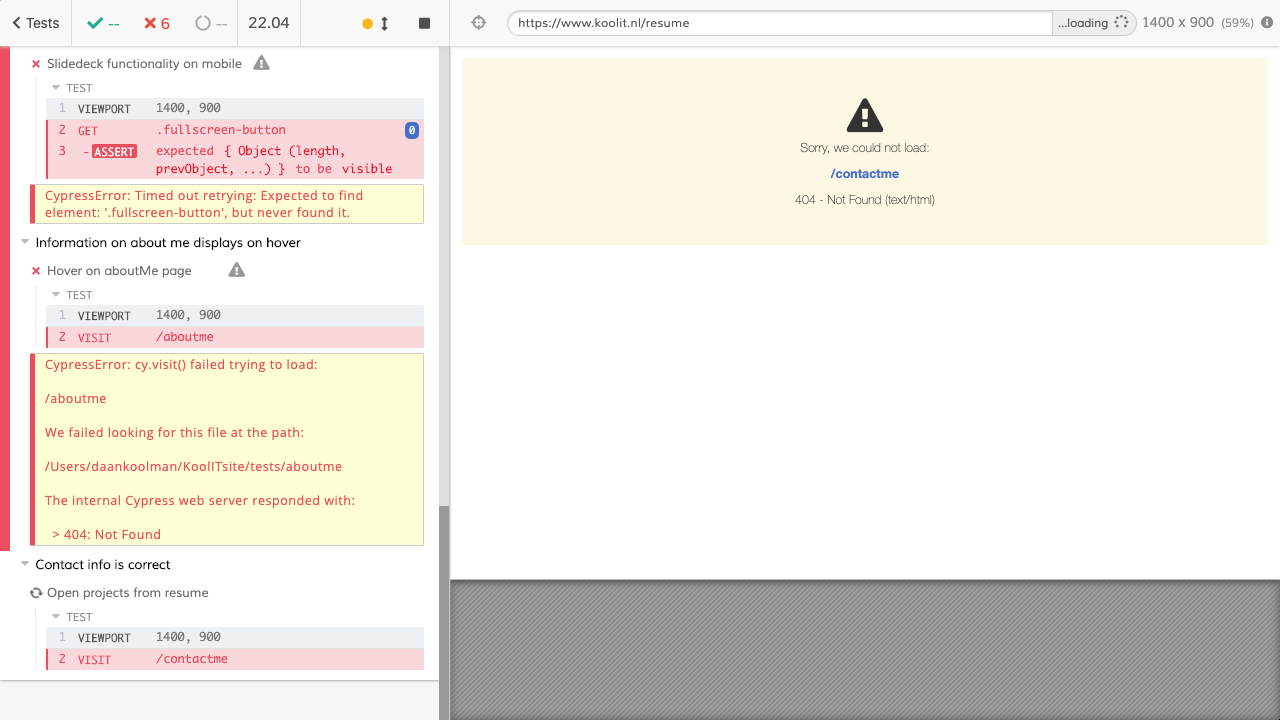 Tests
--
6
--
22.04
https://www.koolit.nl/resume
...loading
1400 x 900 (59%)
Slidedeck functionality on mobile
TEST
1 VIEWPORT 1400, 900
2 GET .fullscreen-button 0
3 -ASSERT expected { Object (length,
prevObject, ...) } to be visible
CypressError: Timed out retrying: Expected to find
element: '.fullscreen-button', but never found it.
Information on about me displays on hover
Hover on aboutMe page
TEST
1 VIEWPORT 1400, 900
2 VISIT /aboutme
CypressError: cy.visit() failed trying to load:
/aboutme
We failed looking for this file at the path:
/Users/daankoolman/KoolITsite/tests/aboutme
The internal Cypress web server responded with:
> 404: Not Found
Contact info is correct
Open projects from resume
TEST
1 VIEWPORT 1400, 900
2 VISIT /contactme
Sorry, we could not load:
/contactme
404 - Not Found (text/html)